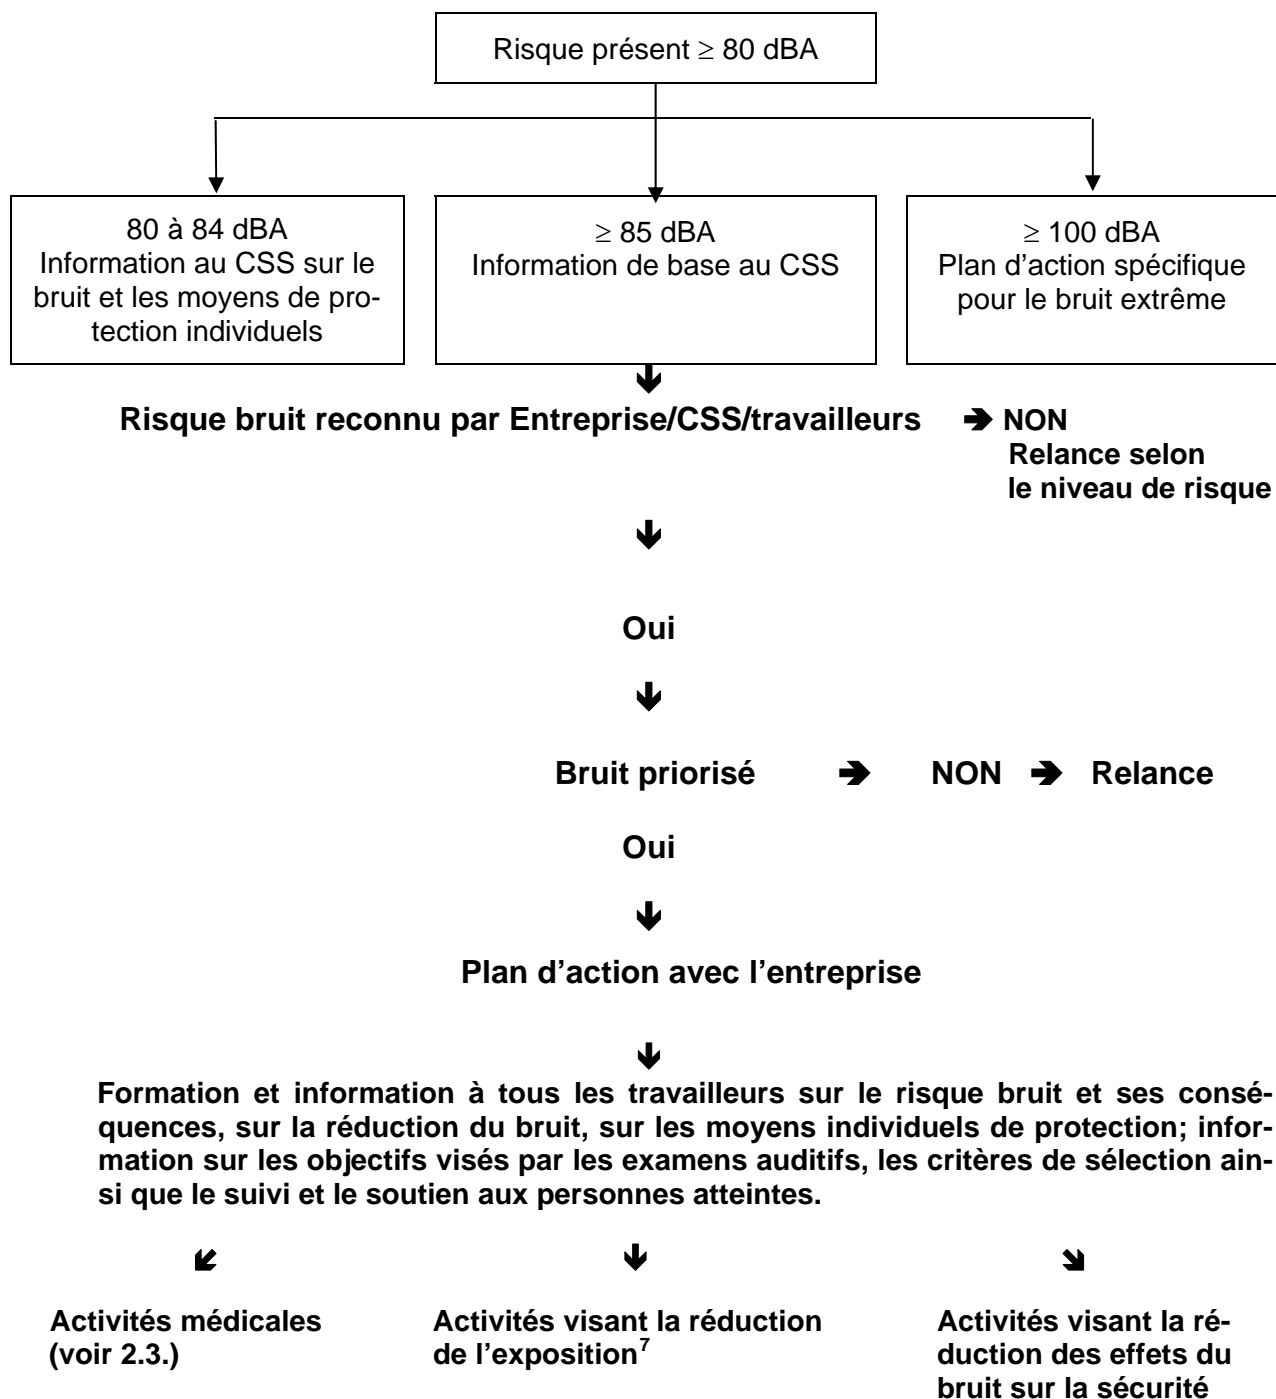 Risque présent ≥ 80 dBA
80 à 84 dBA
Information au CSS sur le
bruit et les moyens de pro-
tection individuels
≥ 85 dBA
Information de base au CSS
≥ 100 dBA
Plan d'action spécifique
pour le bruit extrême
Risque bruit reconnu par Entreprise/CSS/travailleurs → NON
Relance selon
le niveau de risque
Oui
Bruit priorisé → NON → Relance
Oui
Plan d'action avec l'entreprise
Formation et information à tous les travailleurs sur le risque bruit et ses consé-
quences, sur la réduction du bruit, sur les moyens individuels de protection; infor-
mation sur les objectifs visés par les examens auditifs, les critères de sélection ain-
si que le suivi et le soutien aux personnes atteintes.
Activités médicales
(voir 2.3.)
Activités visant la réduction
de l'exposition⁷
Activités visant la ré-
duction des effets du
bruit sur la sécurité